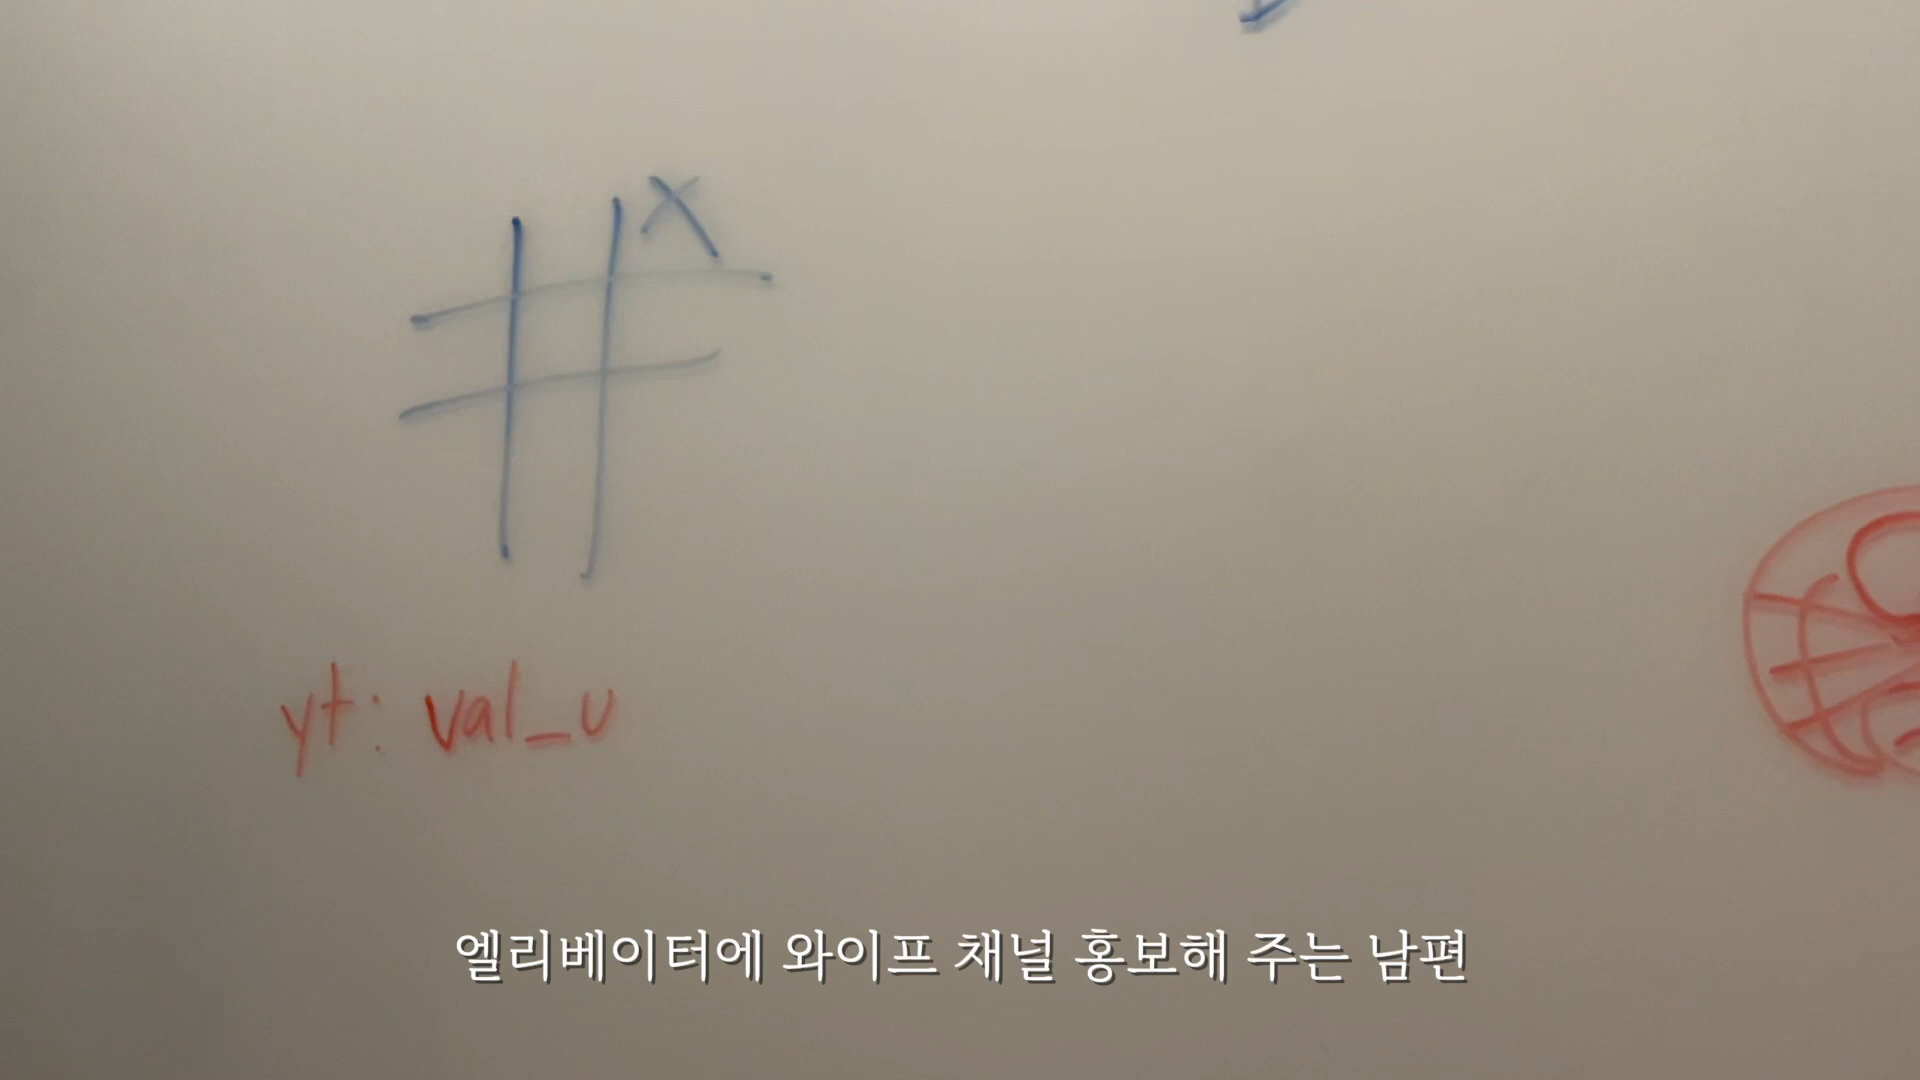 X
yt: val_u
엘리베이터에 와이프 채널 홍보해 주는 남편